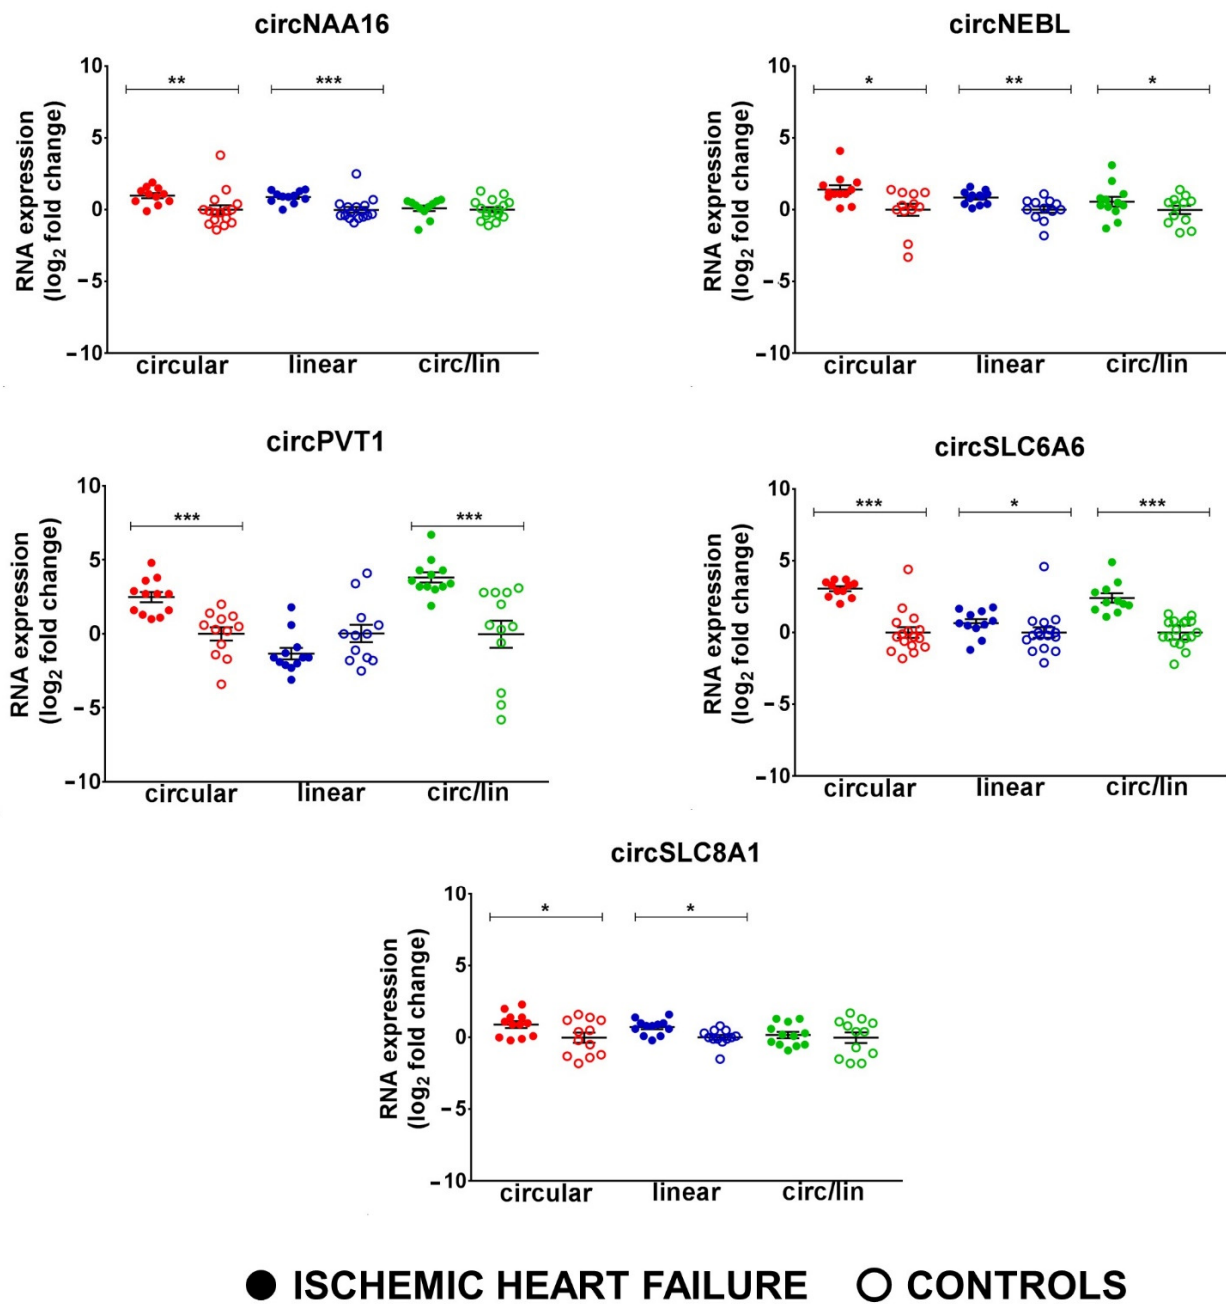 circNAA16
10
5
0
−5
−10
RNA expression
(log2 fold change)
** ***
circular linear circ/lin
circNEBL
10
5
0
−5
−10
RNA expression
(log2 fold change)
* ** *
circular linear circ/lin
circPVT1
10
5
0
−5
−10
RNA expression
(log2 fold change)
*** ***
circular linear circ/lin
circSLC6A6
10
5
0
−5
−10
RNA expression
(log2 fold change)
*** * ***
circular linear circ/lin
circSLC8A1
10
5
0
−5
−10
RNA expression
(log2 fold change)
* *
circular linear circ/lin
ISCHEMIC HEART FAILURE CONTROLS